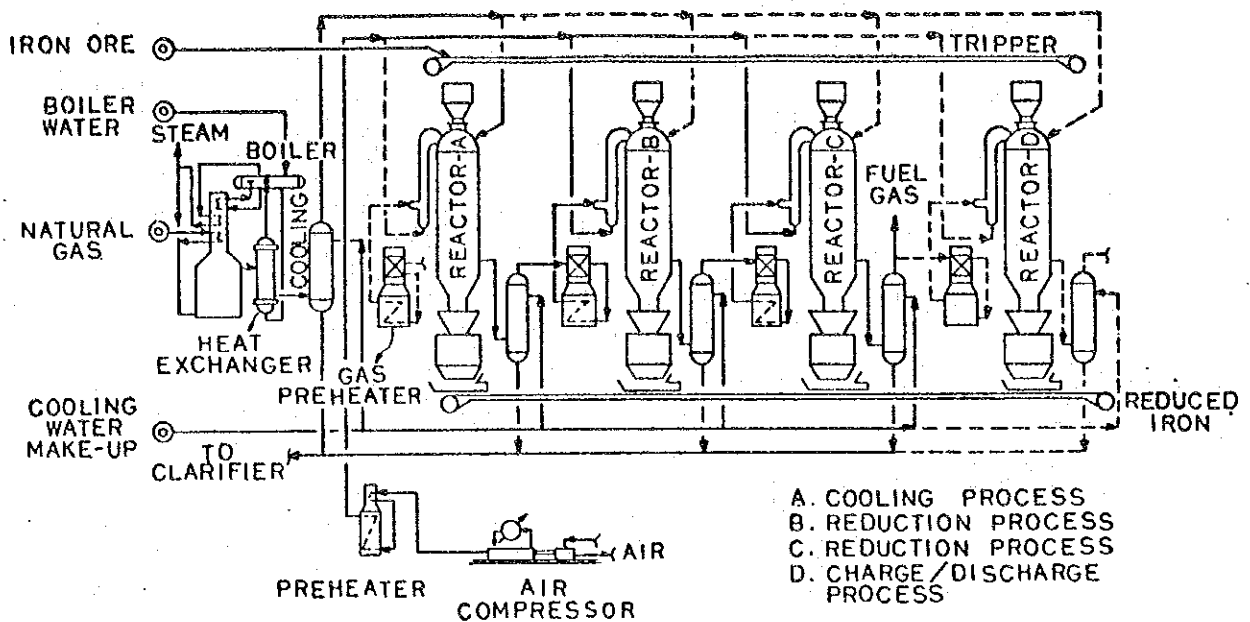 IRON ORE
TRIPPER
BOILER
WATER
STEAM
BOILER
COOLING
NATURAL
GAS
HEAT
EXCHANGER
GAS
PREHEATER
REACTOR-A
REACTOR-B
REACTOR-C
REACTOR-D
FUEL
GAS
REDUCED
IRON
COOLING
WATER
MAKE-UP
TO
CLARIFIER
PREHEATER
AIR
AIR
COMPRESSOR
A. COOLING PROCESS
B. REDUCTION PROCESS
C. REDUCTION PROCESS
D. CHARGE/DISCHARGE
PROCESS